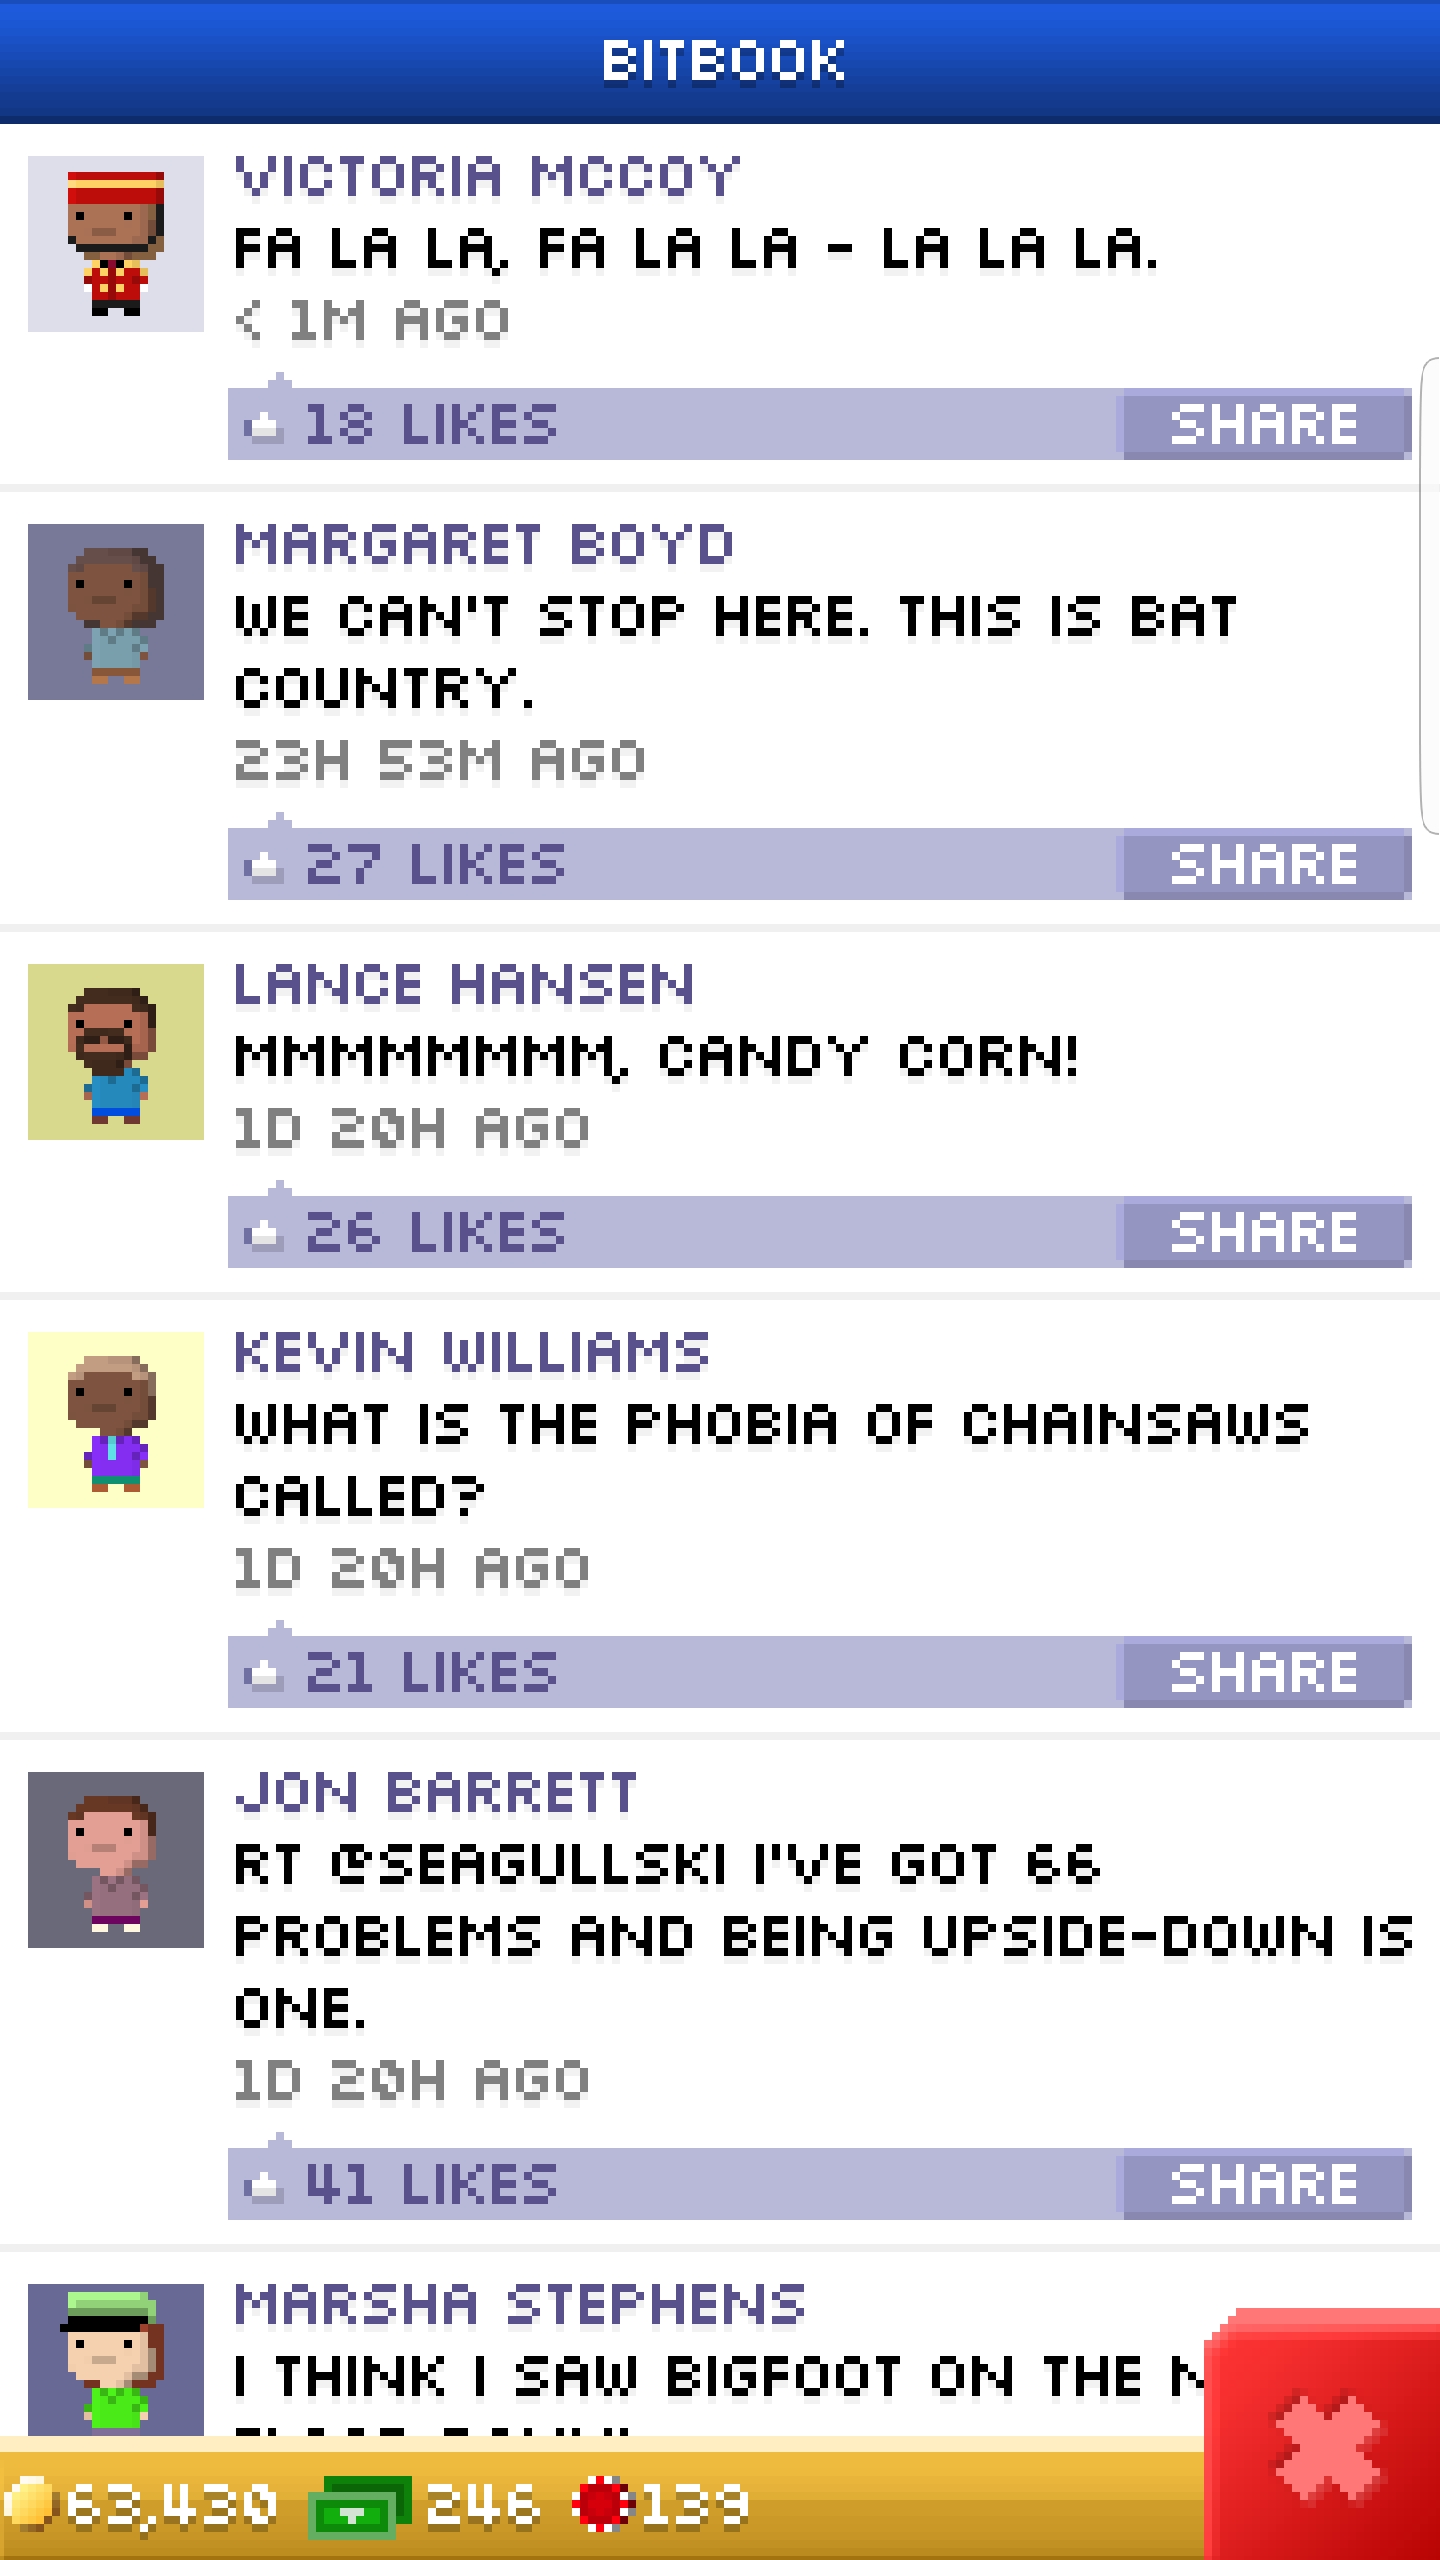 BITBOOK
VICTORIA MCCOY
FA LA LA, FA LA LA - LA LA LA.
< 1M AGO
18 LIKES
SHARE
MARGARET BOYD
WE CAN'T STOP HERE. THIS IS BAT
COUNTRY.
23H 53M AGO
27 LIKES
SHARE
LANCE HANSEN
MMMMMMMM, CANDY CORN!
1D 20H AGO
26 LIKES
SHARE
KEVIN WILLIAMS
WHAT IS THE PHOBIA OF CHAINSAWS
CALLED?
1D 20H AGO
21 LIKES
SHARE
JON BARRETT
RT @SEAGULLSKI I'VE GOT 66
PROBLEMS AND BEING UPSIDE-DOWN IS
ONE.
1D 20H AGO
41 LIKES
SHARE
MARSHA STEPHENS
I THINK I SAW BIGFOOT ON THE
63,430
246
139